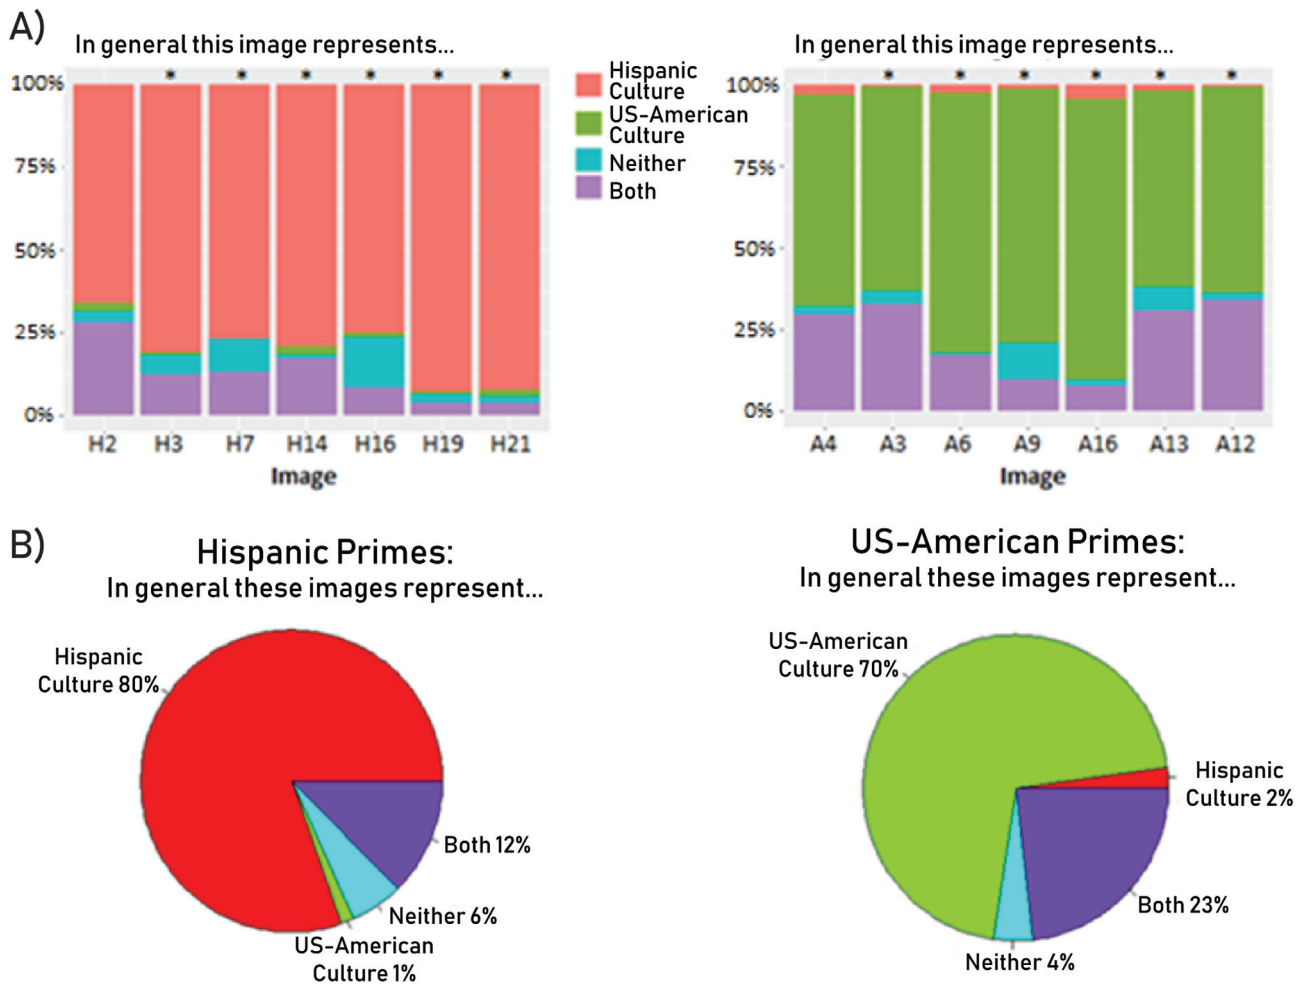 A)
In general this image represents...
* * * * * *
100%
75%
50%
25%
0%
H2 H3 H7 H14 H16 H19 H21
Image
Hispanic
Culture
US-American
Culture
Neither
Both
In general this image represents...
* * * * * *
100%
75%
50%
25%
0%
A4 A3 A6 A9 A16 A13 A12
Image
B)
Hispanic Primes:
In general these images represent...
Hispanic
Culture 80%
Both 12%
Neither 6%
US-American
Culture 1%
US-American Primes:
In general these images represent...
US-American
Culture 70%
Hispanic
Culture 2%
Both 23%
Neither 4%